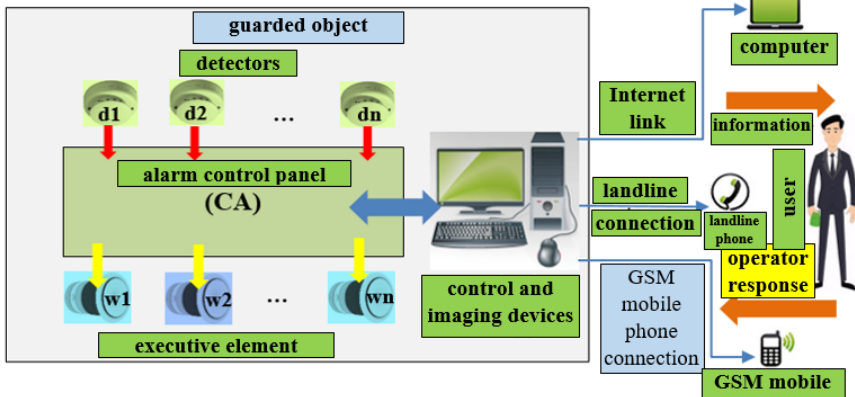 guarded object
detectors
d1
d2
...
dn
alarm control panel
(CA)
w1
w2
...
wn
executive element
control and
imaging devices
Internet
link
computer
information
landline
connection
landline
phone
user
operator
response
GSM
mobile
phone
connection
GSM mobile